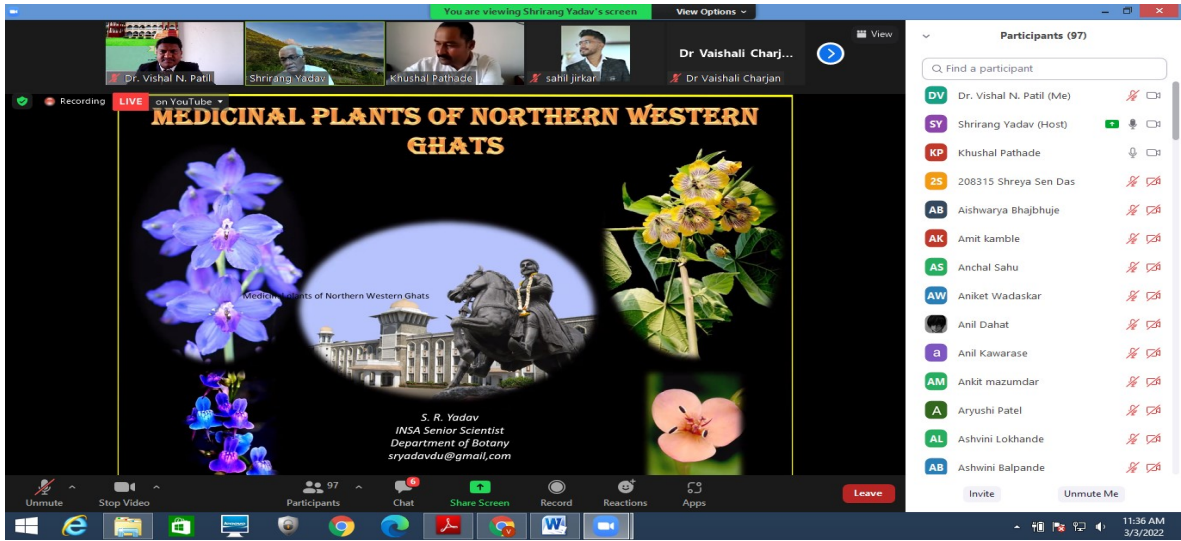 You are viewing Shrirang Yadav's screen
View Options
Dr. Vishal N. Patil
Shrirang Yadav
Khushal Pathade
sahil jirkar
Dr Vaishali Charj...
Dr Vaishali Charjan
View
Recording
LIVE on YouTube
MEDICINAL PLANTS OF NORTHERN WESTERN
GHATS
Medicinal plants of Northern Western Ghats
S. R. Yadav
INSA Senior Scientist
Department of Botany
sryadavdu@gmail,com
Participants (97)
Find a participant
DV Dr. Vishal N. Patil (Me)
SY Shrirang Yadav (Host)
KP Khushal Pathade
2S 208315 Shreya Sen Das
AB Aishwarya Bhajbhuje
AK Amit kamble
AS Anchal Sahu
AW Aniket Wadaskar
Anil Dahat
a Anil Kawarase
AM Ankit mazumdar
A Aryushi Patel
AL Ashvini Lokhande
AB Ashwini Balpande
Invite
Unmute Me
Unmute
Stop Video
97
Participants
6
Chat
Share Screen
Record
Reactions
Apps
Leave
11:36 AM
3/3/2022